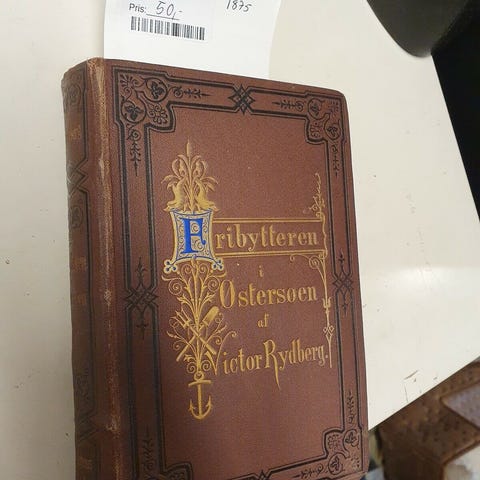 Pris: 50,-
1875
Fribytteren
i
Østersøen
af
Victor Rydberg.